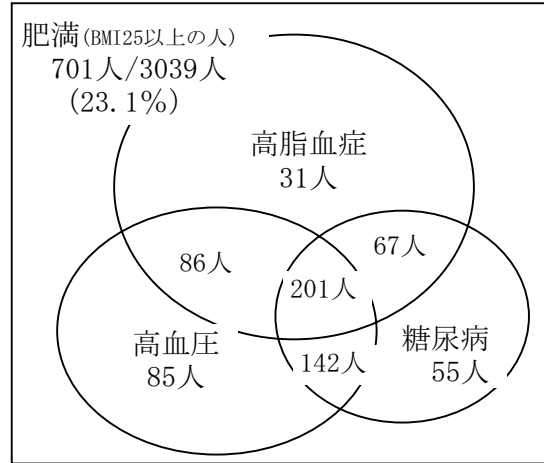 肥満(BMI25以上の人)
701人/3039人
(23.1%)
高脂血症
31人
86人
67人
201人
高血圧
85人
142人
糖尿病
55人